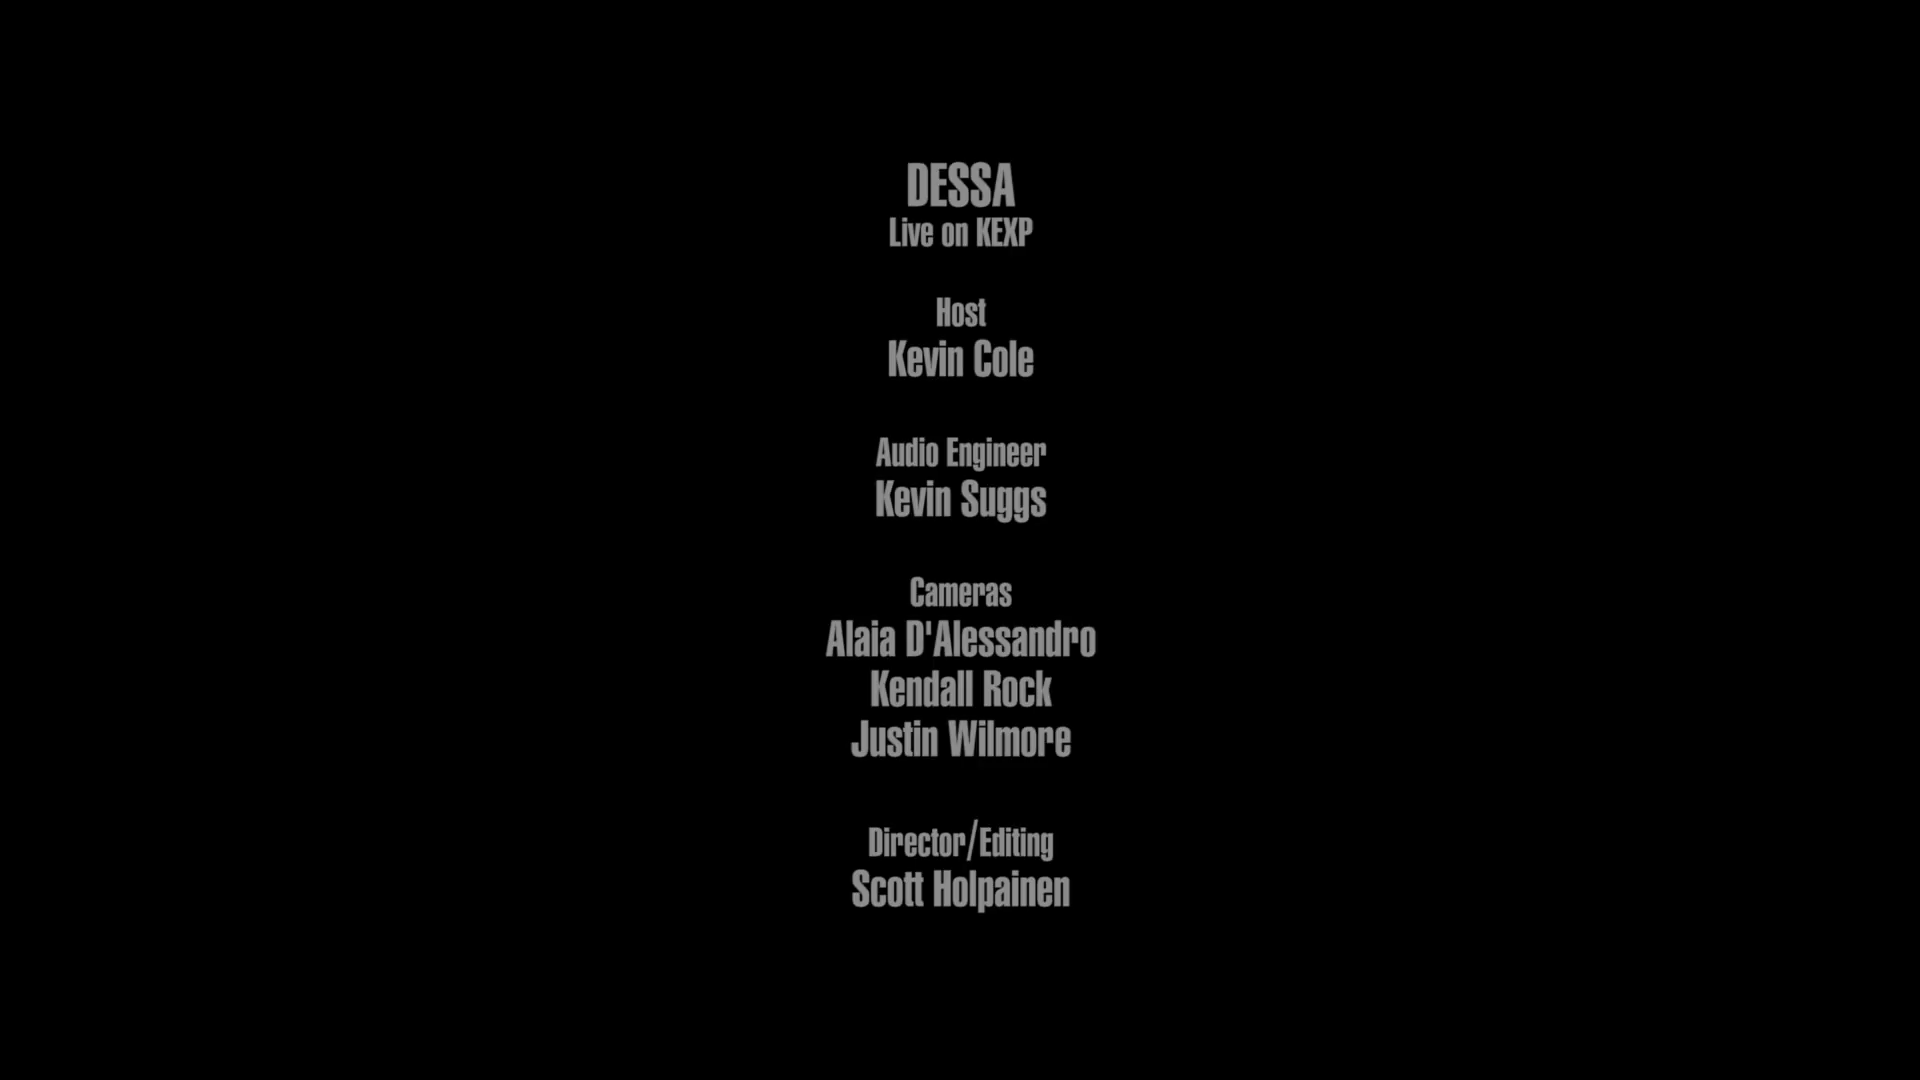 DESSA
Live on KEXP
Host
Kevin Cole
Audio Engineer
Kevin Suggs
Cameras
Alaia D'Alessandro
Kendall Rock
Justin Wilmore
Director/Editing
Scott Holpainen